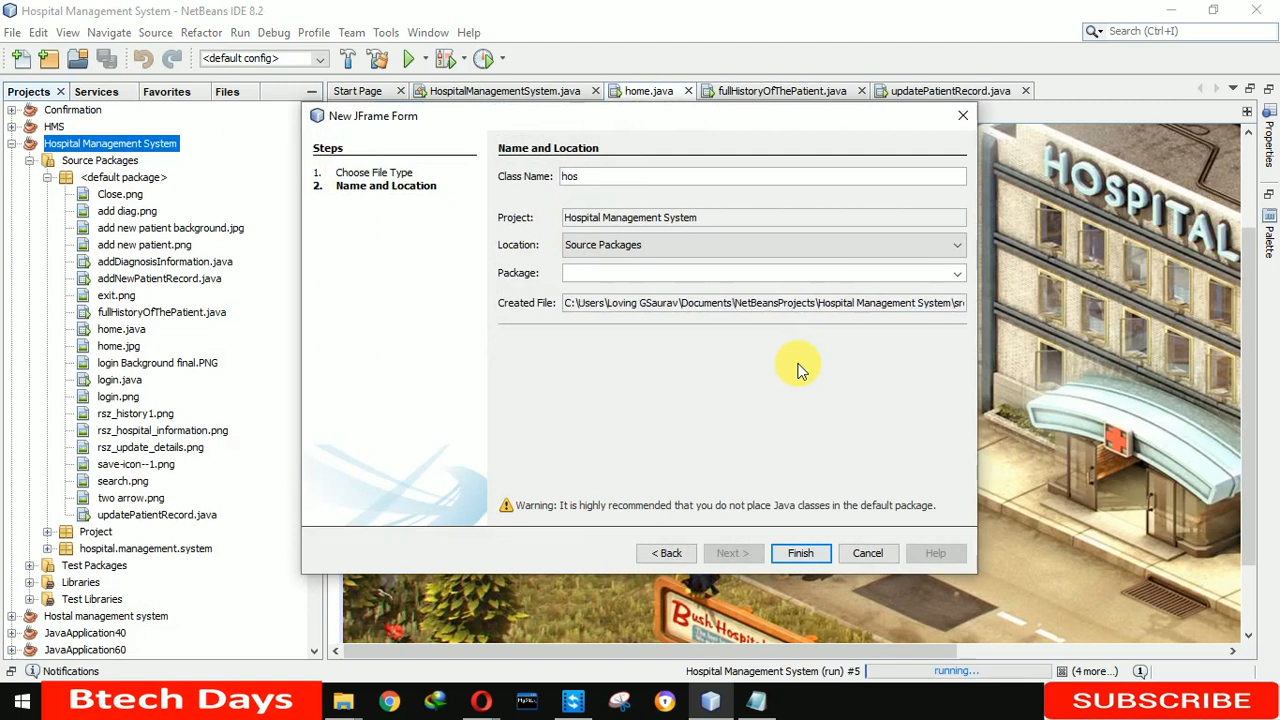 Hospital Management System - NetBeans IDE 8.2
File Edit View Navigate Source Refactor Run Debug Profile Team Tools Window Help
Search (Ctrl+I)
<default config>
Projects Services Favorites Files
Start Page HospitalManagementSystem.java home.java fullHistoryOfThePatient.java updatePatientRecord.java
Confirmation
HMS
Hospital Management System
Source Packages
<default package>
Close.png
add diag.png
add new patient background.jpg
add new patient.png
addDiagnosisInformation.java
addNewPatientRecord.java
exit.png
fullHistoryOfThePatient.java
home.java
home.jpg
login Background final.PNG
login.java
login.png
rsz_history1.png
rsz_hospital_information.png
rsz_update_details.png
save-icon--1.png
search.png
two arrow.png
updatePatientRecord.java
Project
hospital.management.system
Test Packages
Libraries
Test Libraries
Hostal management system
JavaApplication40
JavaApplication60
New JFrame Form
Steps
1. Choose File Type
2. Name and Location
Name and Location
Class Name: hos
Project: Hospital Management System
Location: Source Packages
Package:
Created File: C:\Users\Loving GSaurav\Documents\NetBeansProjects\Hospital Management System\sr
Warning: It is highly recommended that you do not place Java classes in the default package.
< Back Next > Finish Cancel Help
HOSPITAL
Bush Hospi
Properties
Palette
Notifications
Hospital Management System (run) #5 running... (4 more...) 1
Btech Days
SUBSCRIBE